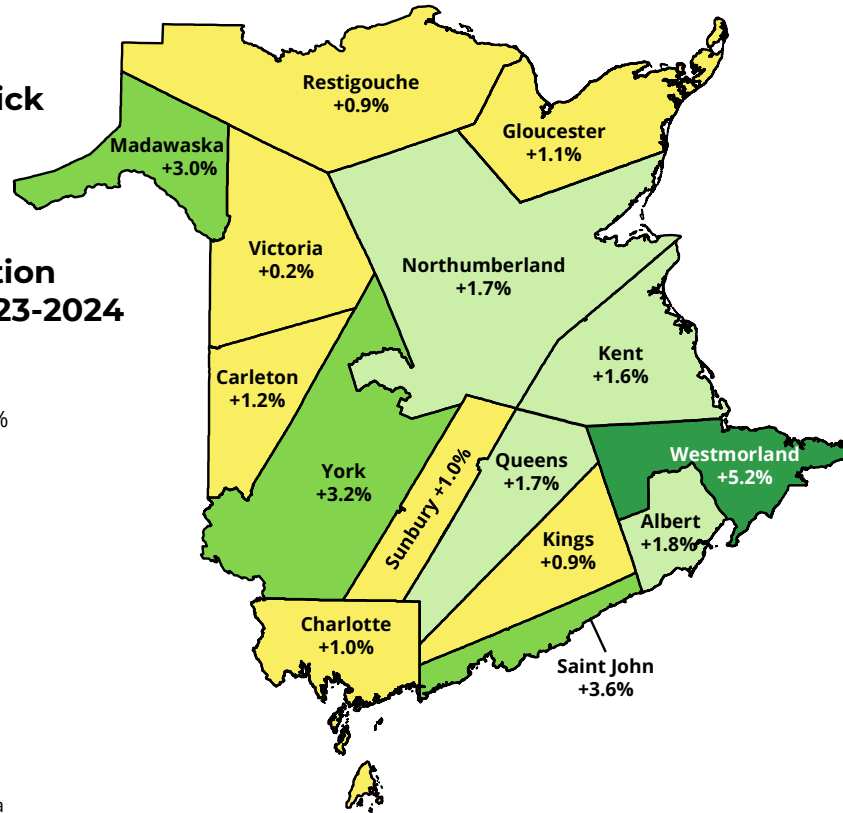 ick
tion
23-2024
%
a
Restigouche
+0.9%
Gloucester
+1.1%
Madawaska
+3.0%
Victoria
+0.2%
Northumberland
+1.7%
Kent
+1.6%
Carleton
+1.2%
York
+3.2%
Sunbury +1.0%
Queens
+1.7%
Westmorland
+5.2%
Albert
+1.8%
Kings
+0.9%
Charlotte
+1.0%
Saint John
+3.6%